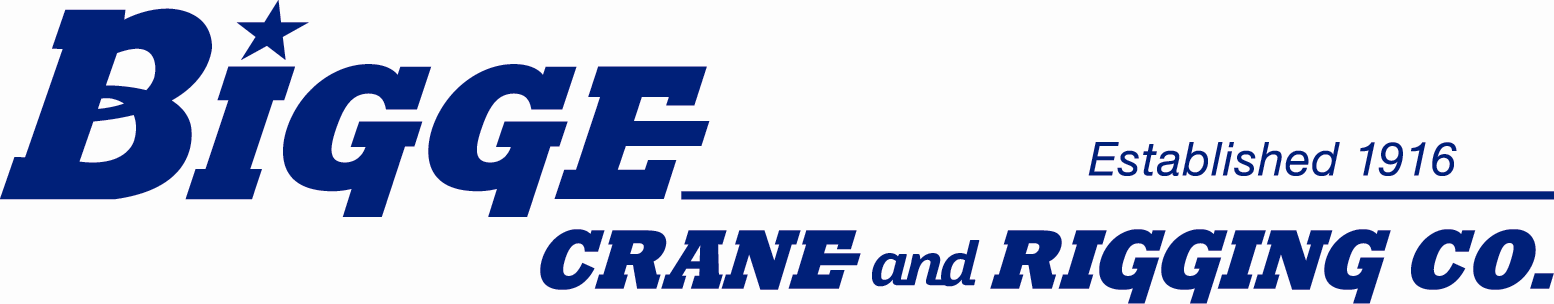 BIGGE
Established 1916
CRANE and RIGGING CO.